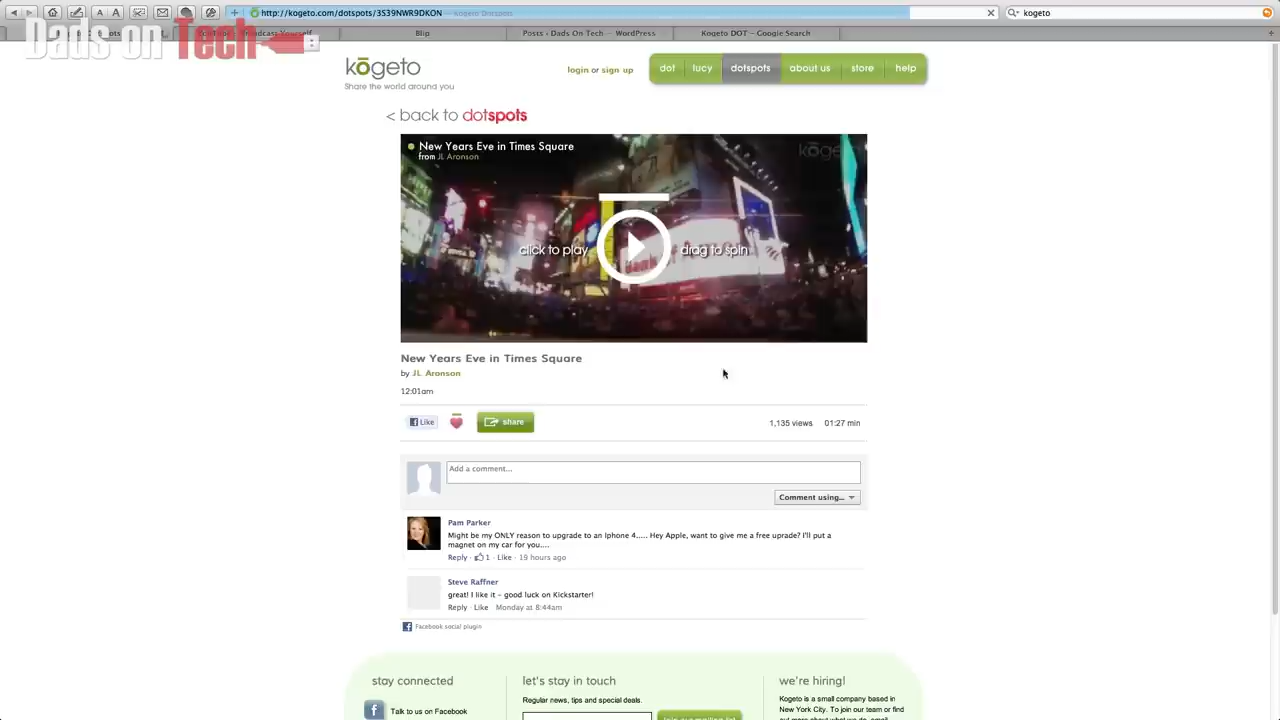 http://kogeto.com/dotspots/3S39NWR9DKON — Kogeto Dotspots
kogeto
Broadcast Yourself
Blip
Posts ‹ Dads On Tech — WordPress
Kogeto DOT – Google Search
Dads on Tech
kōgeto
Share the world around you
login or sign up
dot
lucy
dotspots
about us
store
help
< back to dotspots
New Years Eve in Times Square
from J.L. Aronson
kōgeto
click to play
drag to spin
New Years Eve in Times Square
by J.L. Aronson
12:01am
Like
share
1,135 views
01:27 min
Add a comment...
Comment using...
Pam Parker
Might be my ONLY reason to upgrade to an Iphone 4..... Hey Apple, want to give me a free uprade? I'll put a
magnet on my car for you....
Reply · 1 · Like · 19 hours ago
Steve Raffner
great! I like it – good luck on Kickstarter!
Reply · Like · Monday at 8:44am
Facebook social plugin
stay connected
Talk to us on Facebook
let's stay in touch
Regular news, tips and special deals.
we're hiring!
Kogeto is a small company based in
New York City. To join our team or find